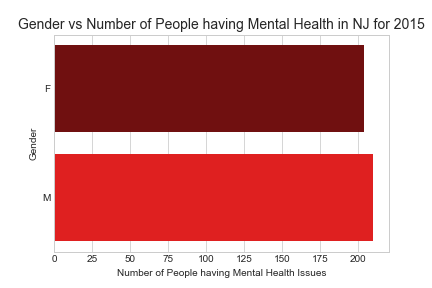 Gender vs Number of People having Mental Health in NJ for 2015
F
Gender
M
0 25 50 75 100 125 150 175 200
Number of People having Mental Health Issues